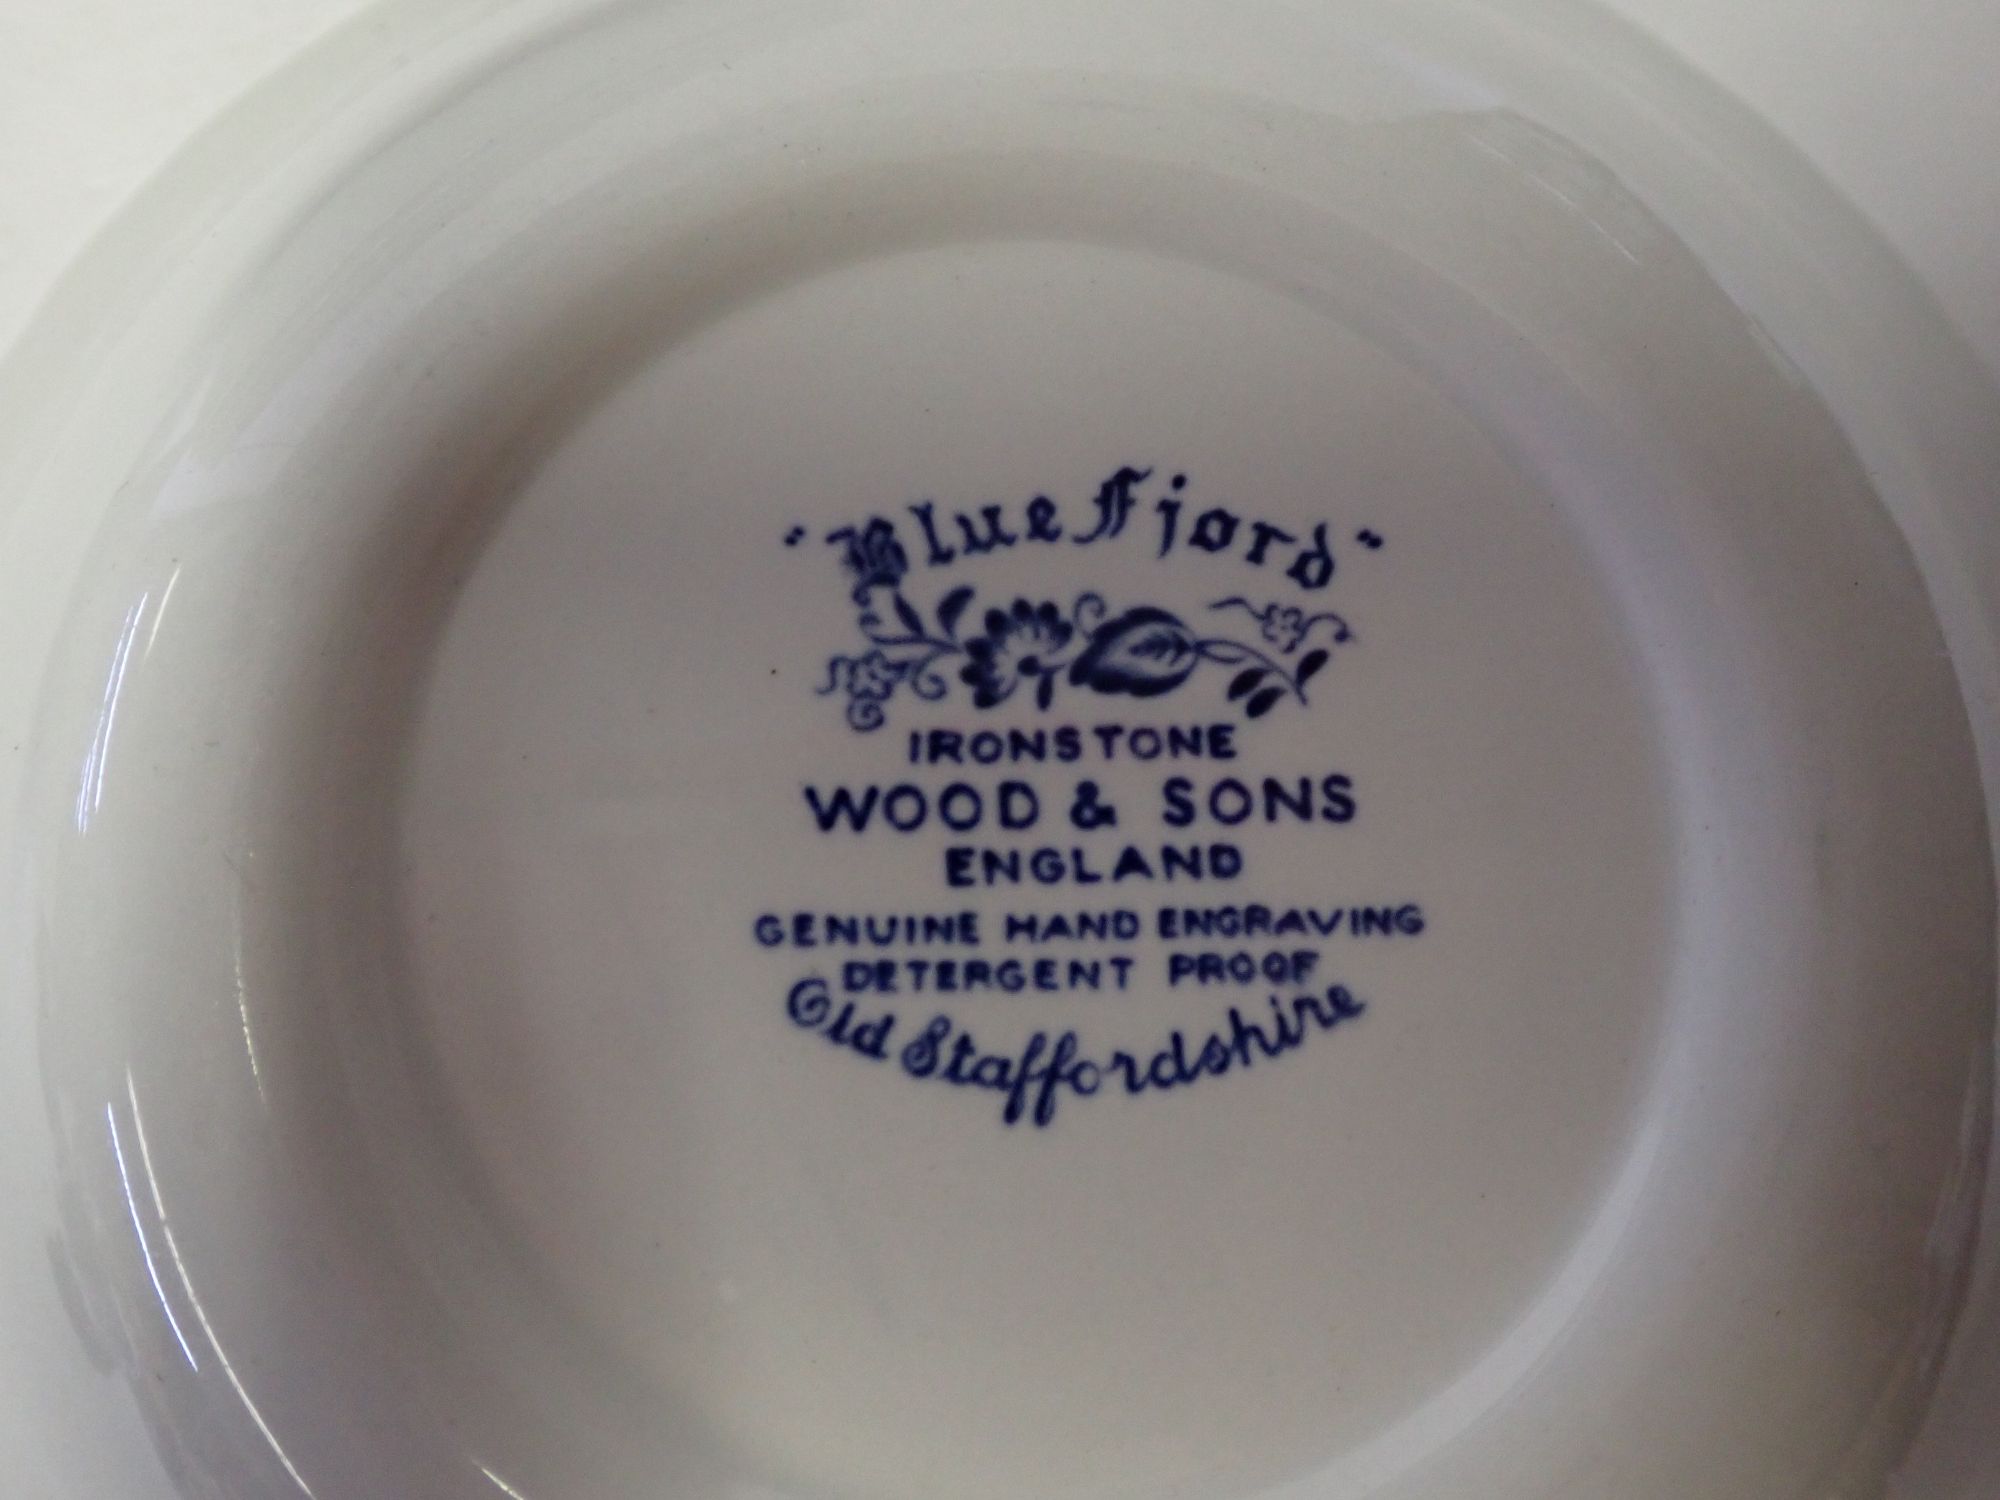 "Blue Fjord"
IRONSTONE
WOOD & SONS
ENGLAND
GENUINE HAND ENGRAVING
DETERGENT PROOF
Old Staffordshire